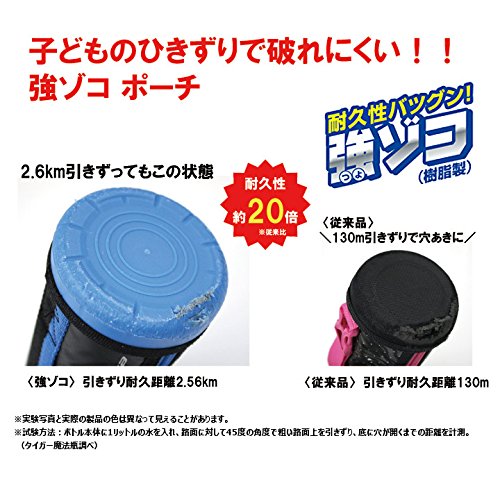 子どものひきずりで破れにくい！！
強ゾコ ポーチ
耐久性バツグン！
強ゾコ
つよ
(樹脂製)
2.6km引きずってもこの状態
耐久性
約20倍
※従来比
〈従来品〉
＼130m引きずりで穴あきに／
〈強ゾコ〉引きずり耐久距離2.56km
〈従来品〉引きずり耐久距離130m
※実験写真と実際の製品の色は異なって見えることがあります。
※試験方法：ボトル本体に1リットルの水を入れ、路面に対して45度の角度で粗い路面上を引きずり、底に穴が開くまでの距離を計測。
（タイガー魔法瓶調べ）